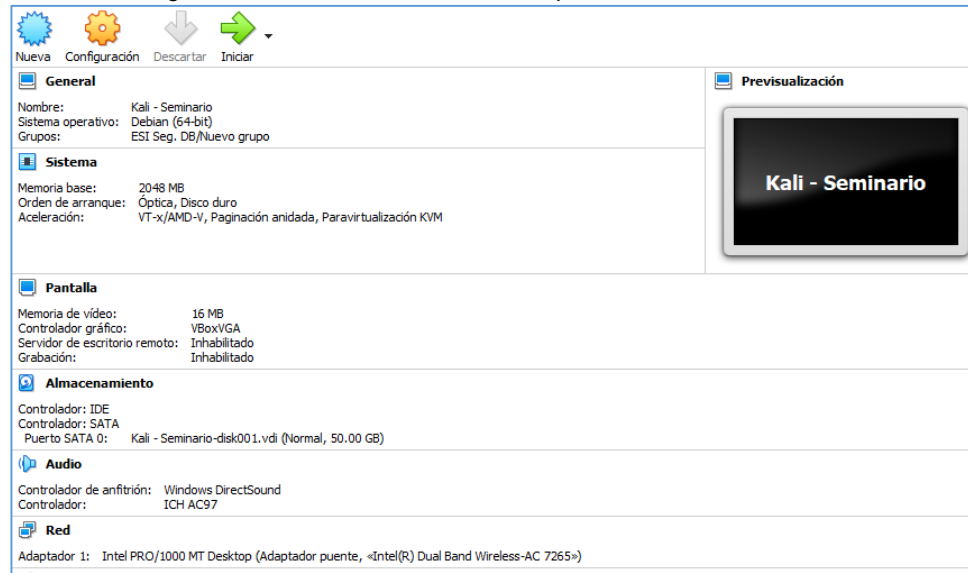 Nueva Configuración Descartar Iniciar
General
Nombre: Kali - Seminario
Sistema operativo: Debian (64-bit)
Grupos: ESI Seg. DB/Nuevo grupo
Previsualización
Kali - Seminario
Sistema
Memoria base: 2048 MB
Orden de arranque: Óptica, Disco duro
Aceleración: VT-x/AMD-V, Paginación anidada, Paravirtualización KVM
Pantalla
Memoria de vídeo: 16 MB
Controlador gráfico: VBoxVGA
Servidor de escritorio remoto: Inhabilitado
Grabación: Inhabilitado
Almacenamiento
Controlador: IDE
Controlador: SATA
Puerto SATA 0: Kali - Seminario-disk001.vdi (Normal, 50.00 GB)
Audio
Controlador de anfitrión: Windows DirectSound
Controlador: ICH AC97
Red
Adaptador 1: Intel PRO/1000 MT Desktop (Adaptador puente, «Intel(R) Dual Band Wireless-AC 7265»)